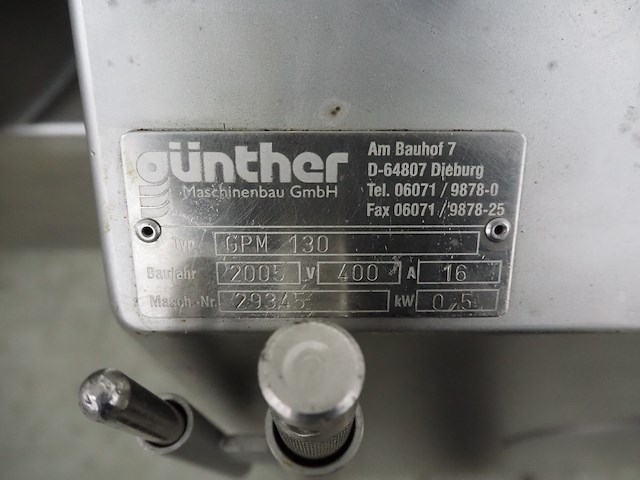 günther
Maschinenbau GmbH
Am Bauhof 7
D-64807 Dieburg
Tel. 06071 / 9878-0
Fax 06071 / 9878-25
Typ GPM 130
Baujahr 2005 V 400 A 16
Masch-Nr. 29345 kW 0,5